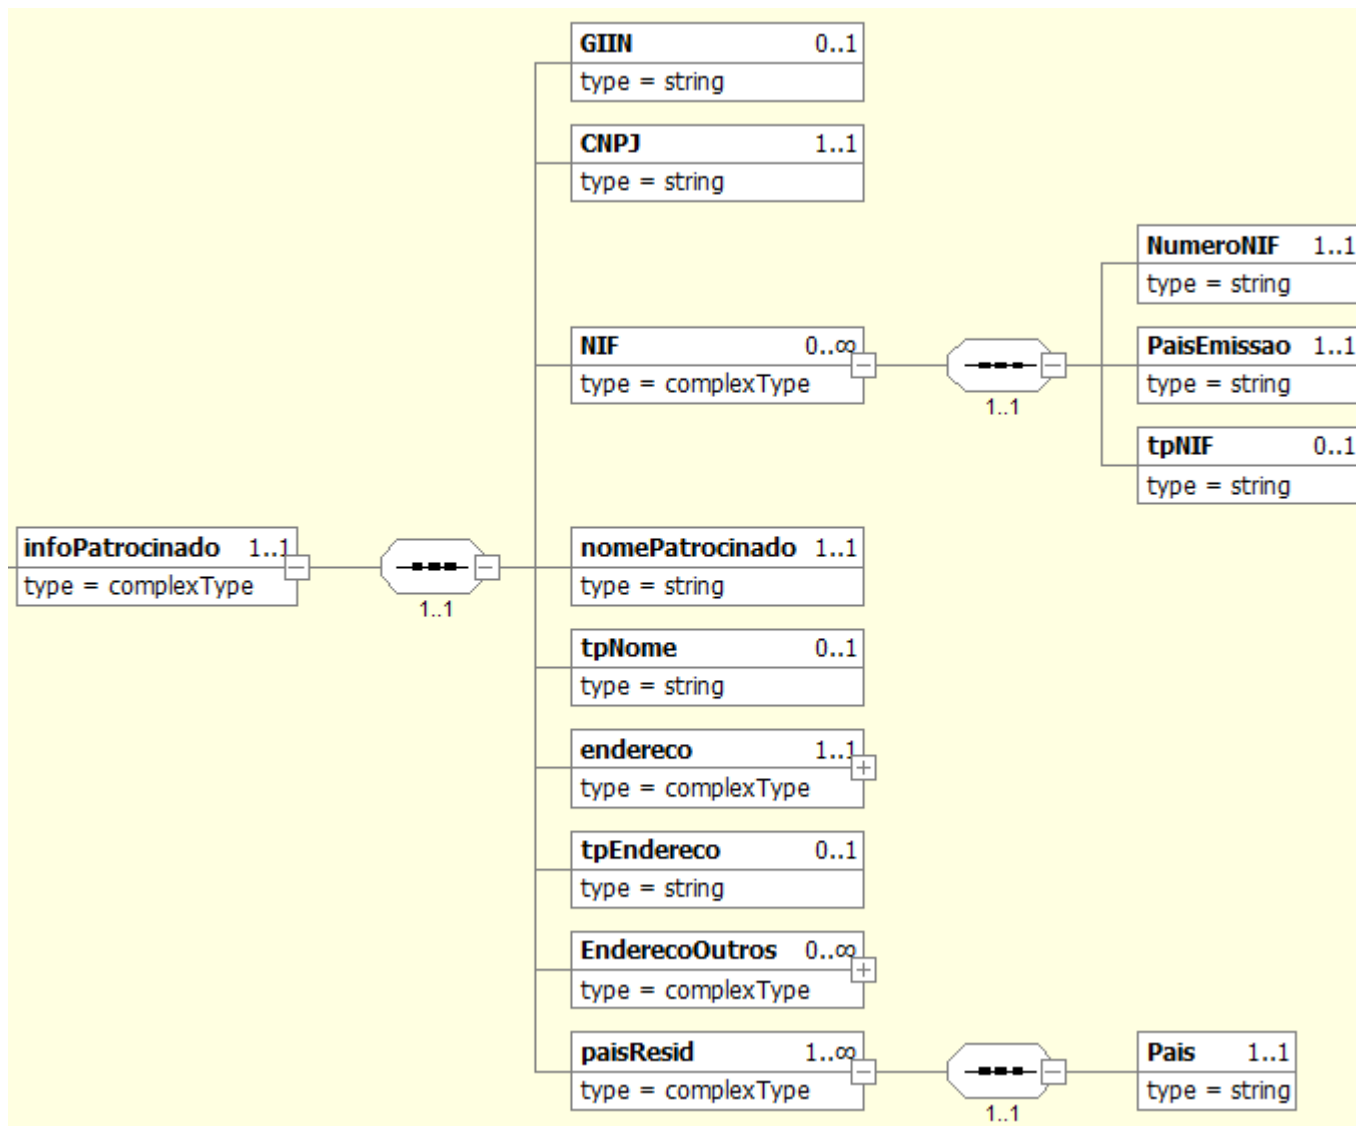 GIIN 0..1
type = string
CNPJ 1..1
type = string
NumeroNIF 1..1
type = string
NIF 0..∞
type = complexType
1..1
PaisEmissao 1..1
type = string
tpNIF 0..1
type = string
infoPatrocinado 1..1
type = complexType
1..1
nomePatrocinado 1..1
type = string
tpNome 0..1
type = string
endereco 1..1
type = complexType
tpEndereco 0..1
type = string
EnderecoOutros 0..∞
type = complexType
paisResid 1..∞
type = complexType
1..1
Pais 1..1
type = string